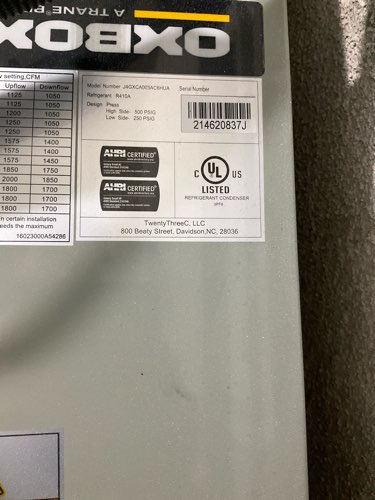 A TRANE
OXBOX
setting,CFM
Upflow Downflow
1125 1050
1125 1050
1200 1050
1250 1050
1250 1050
1575 1400
1575 1400
1575 1450
1850 1750
2000 1850
1800 1700
1800 1700
n certain installation
eeds the maximum
16023000A54286
Model Number J4GXCA003AC6HUA Serial Number
Refrigerant R410A
Design Press
High Side- 500 PSIG
Low Side- 250 PSIG
214620837J
AHRI CERTIFIED
AHRI CERTIFIED
C UL US
LISTED
REFRIGERANT CONDENSER
TwentyThreeC, LLC
800 Beaty Street, Davidson,NC, 28036